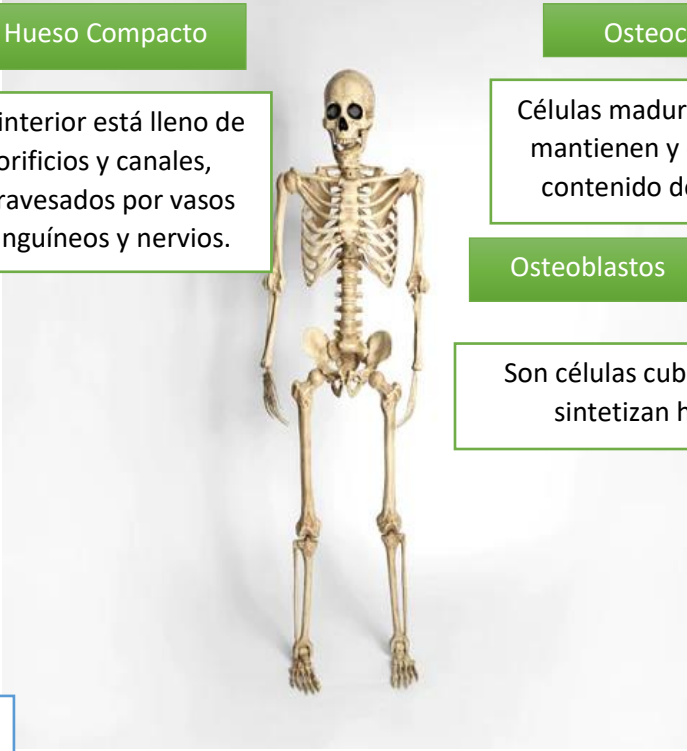 Hueso Compacto
interior está lleno de
orificios y canales,
ravesados por vasos
nguíneos y nervios.
Osteoc
Células madur
mantienen y
contenido de
Osteoblastos
Son células cub
sintetizan h